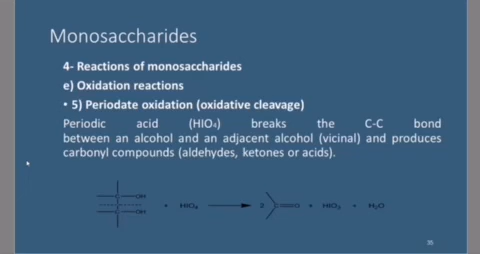 Monosaccharides
4- Reactions of monosaccharides
e) Oxidation reactions
• 5) Periodate oxidation (oxidative cleavage)
Periodic acid (HIO₄) breaks the C-C bond
between an alcohol and an adjacent alcohol (vicinal) and produces
carbonyl compounds (aldehydes, ketones or acids).
C—OH
C—OH + HIO₄ → 2 C=O + HIO₃ + H₂O
35